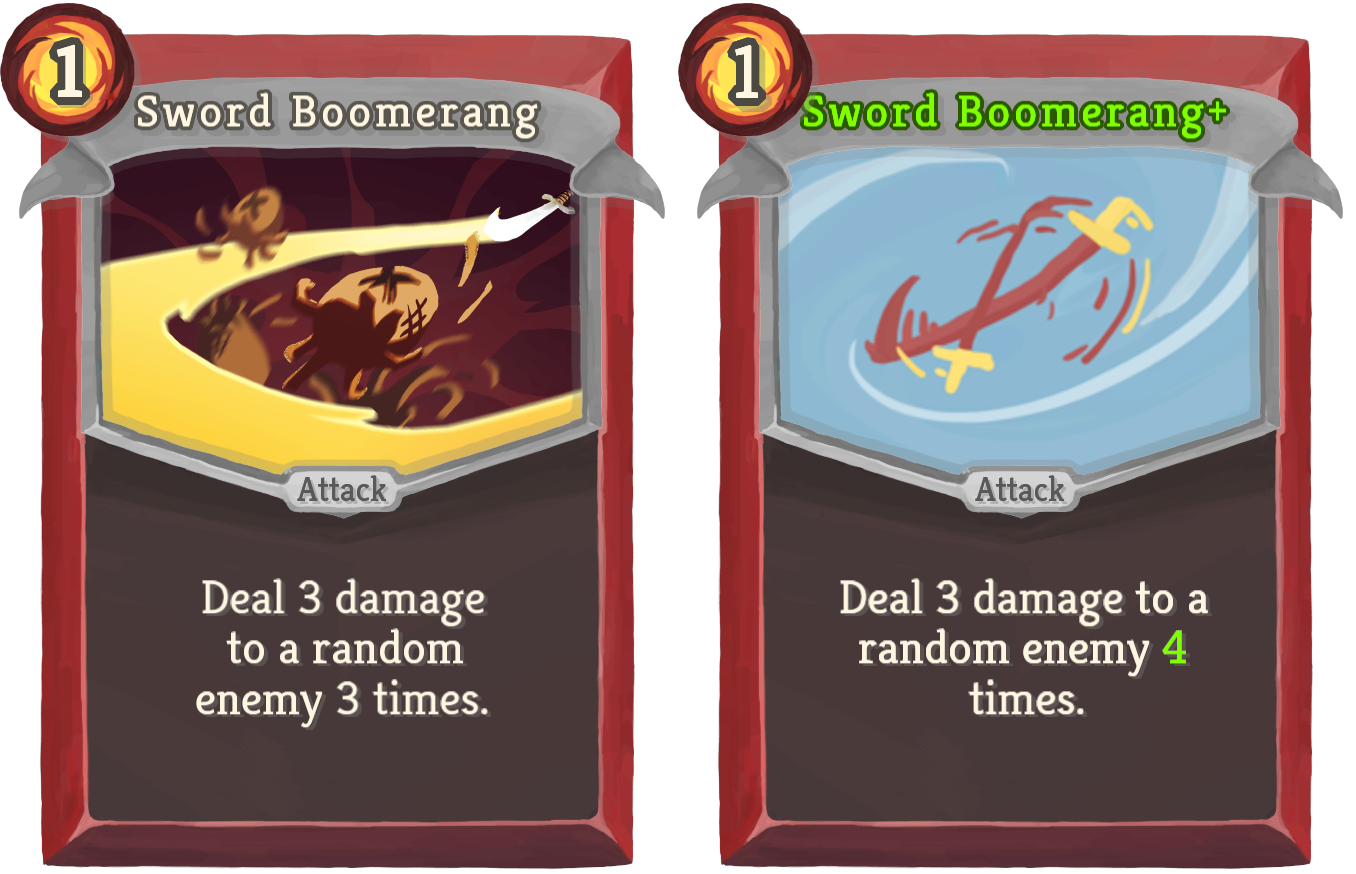 1
Sword Boomerang
Attack
Deal 3 damage
to a random
enemy 3 times.
1
Sword Boomerang+
Attack
Deal 3 damage to a
random enemy 4
times.